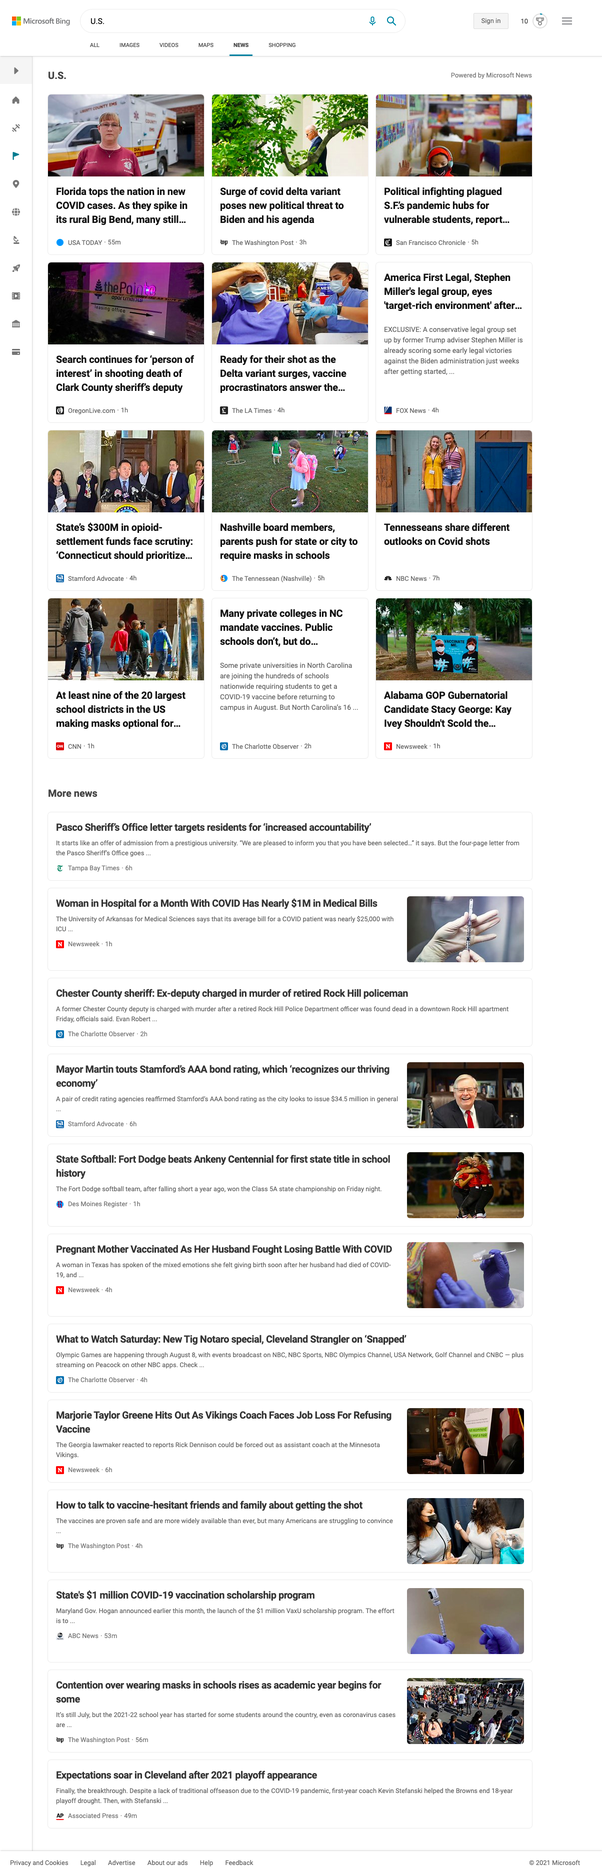 Microsoft Bing
U.S.
Sign in
10
ALL
IMAGES
VIDEOS
MAPS
NEWS
SHOPPING
U.S.
Powered by Microsoft News
Florida tops the nation in new
COVID cases. As they spike in
its rural Big Bend, many still...
USA TODAY · 55m
Surge of covid delta variant
poses new political threat to
Biden and his agenda
The Washington Post · 3h
Political infighting plagued
S.F.'s pandemic hubs for
vulnerable students, report...
San Francisco Chronicle · 5h
the Pointe
leasing office
Search continues for 'person of
interest' in shooting death of
Clark County sheriff's deputy
OregonLive.com · 1h
Ready for their shot as the
Delta variant surges, vaccine
procrastinators answer the...
The LA Times · 4h
America First Legal, Stephen
Miller's legal group, eyes
'target-rich environment' after...
EXCLUSIVE: A conservative legal group set
up by former Trump adviser Stephen Miller is
already scoring some early legal victories
against the Biden administration just weeks
after getting started, ...
FOX News · 4h
State's $300M in opioid-
settlement funds face scrutiny:
'Connecticut should prioritize...
Stamford Advocate · 4h
Nashville board members,
parents push for state or city to
require masks in schools
The Tennessean (Nashville) · 5h
Tennesseans share different
outlooks on Covid shots
NBC News · 7h
At least nine of the 20 largest
school districts in the US
making masks optional for...
CNN · 1h
Many private colleges in NC
mandate vaccines. Public
schools don't, but do...
Some private universities in North Carolina
are joining the hundreds of schools
nationwide requiring students to get a
COVID-19 vaccine before returning to
campus in August. But North Carolina's 16 ...
The Charlotte Observer · 2h
Alabama GOP Gubernatorial
Candidate Stacy George: Kay
Ivey Shouldn't Scold the...
Newsweek · 1h
More news
Pasco Sheriff's Office letter targets residents for 'increased accountability'
It starts like an offer of admission from a prestigious university. "We are pleased to inform you that you have been selected..." it says. But the four-page letter from
the Pasco Sheriff's Office goes ...
Tampa Bay Times · 6h
Woman in Hospital for a Month With COVID Has Nearly $1M in Medical Bills
The University of Arkansas for Medical Sciences says that its average bill for a COVID patient was nearly $25,000 with
ICU ...
Newsweek · 1h
Chester County sheriff: Ex-deputy charged in murder of retired Rock Hill policeman
A former Chester County deputy is charged with murder after a retired Rock Hill Police Department officer was found dead in a downtown Rock Hill apartment
Friday, officials said. Evan Robert ...
The Charlotte Observer · 2h
Mayor Martin touts Stamford's AAA bond rating, which 'recognizes our thriving
economy'
A pair of credit rating agencies reaffirmed Stamford's AAA bond rating as the city looks to issue $34.5 million in general
...
Stamford Advocate · 6h
State Softball: Fort Dodge beats Ankeny Centennial for first state title in school
history
The Fort Dodge softball team, after falling short a year ago, won the Class 5A state championship on Friday night.
Des Moines Register · 1h
Pregnant Mother Vaccinated As Her Husband Fought Losing Battle With COVID
A woman in Texas has spoken of the mixed emotions she felt giving birth soon after her husband had died of COVID-
19, and ...
Newsweek · 4h
What to Watch Saturday: New Tig Notaro special, Cleveland Strangler on 'Snapped'
Olympic Games are happening through August 8, with events broadcast on NBC, NBC Sports, NBC Olympics Channel, USA Network, Golf Channel and CNBC — plus
streaming on Peacock on other NBC apps. Check ...
The Charlotte Observer · 4h
Marjorie Taylor Greene Hits Out As Vikings Coach Faces Job Loss For Refusing
Vaccine
The Georgia lawmaker reacted to reports Rick Dennison could be forced out as assistant coach at the Minnesota
Vikings.
Newsweek · 6h
How to talk to vaccine-hesitant friends and family about getting the shot
The vaccines are proven safe and are more widely available than ever, but many Americans are struggling to convince
...
The Washington Post · 4h
State's $1 million COVID-19 vaccination scholarship program
Maryland Gov. Hogan announced earlier this month, the launch of the $1 million VaxU scholarship program. The effort
is to ...
ABC News · 53m
Contention over wearing masks in schools rises as academic year begins for
some
It's still July, but the 2021-22 school year has started for some students around the country, even as coronavirus cases
are ...
The Washington Post · 56m
Expectations soar in Cleveland after 2021 playoff appearance
Finally, the breakthrough. Despite a lack of traditional offseason due to the COVID-19 pandemic, first-year coach Kevin Stefanski helped the Browns end 18-year
playoff drought. Then, with Stefanski ...
Associated Press · 49m
Privacy and Cookies
Legal
Advertise
About our ads
Help
Feedback
© 2021 Microsoft